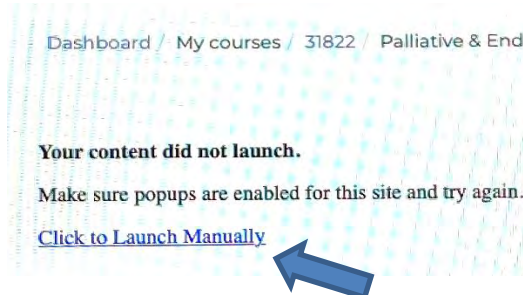 Dashboard / My courses / 31822 / Palliative & End
Your content did not launch.
Make sure popups are enabled for this site and try again.
Click to Launch Manually